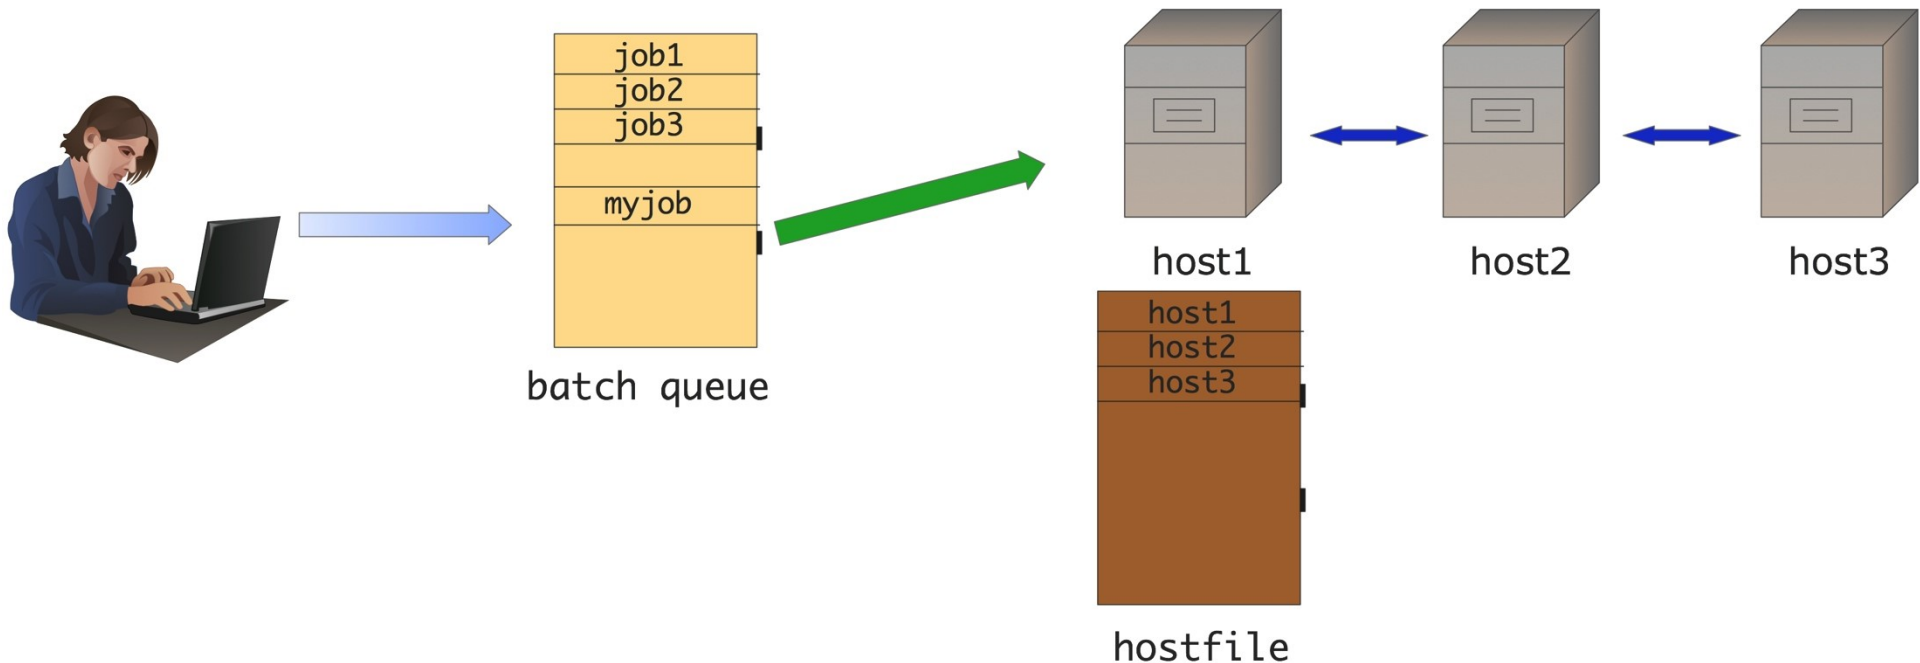 job1
job2
job3
myjob
batch queue
host1
host2
host3
host1
host2
host3
hostfile